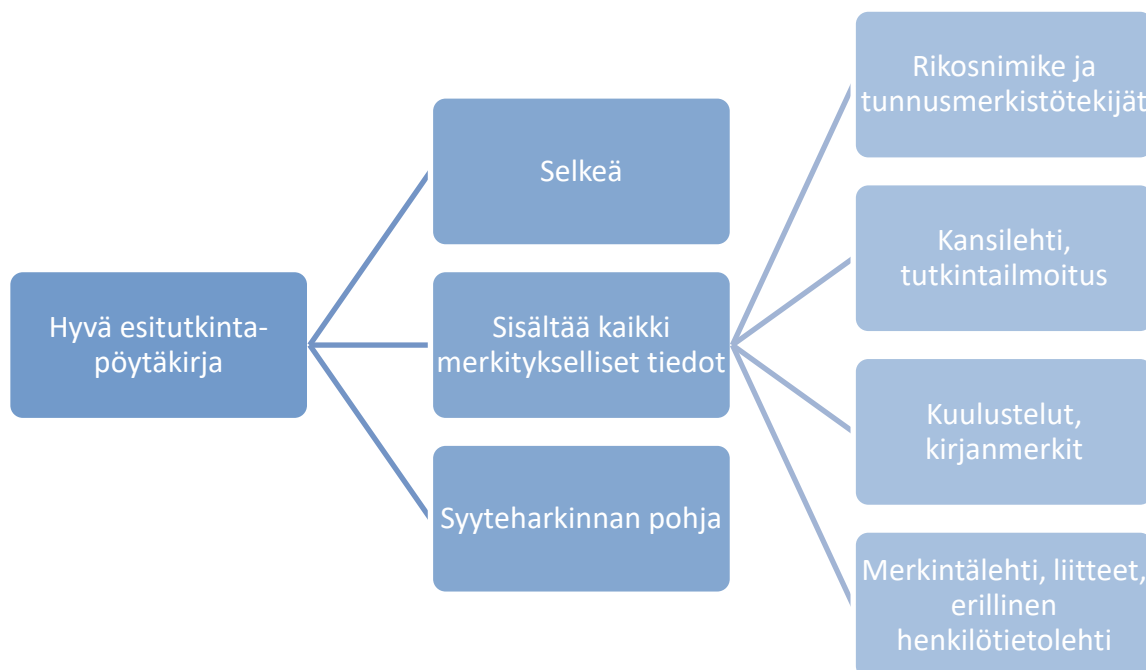 Hyvä esitutkinta-
pöytäkirja
Selkeä
Sisältää kaikki
merkitykselliset tiedot
Syyteharkinnan pohja
Rikosnimike ja
tunnusmerkistötekijät
Kansilehti,
tutkintailmoitus
Kuulustelut,
kirjanmerkit
Merkintälehti, liitteet,
erillinen
henkilötietolehti